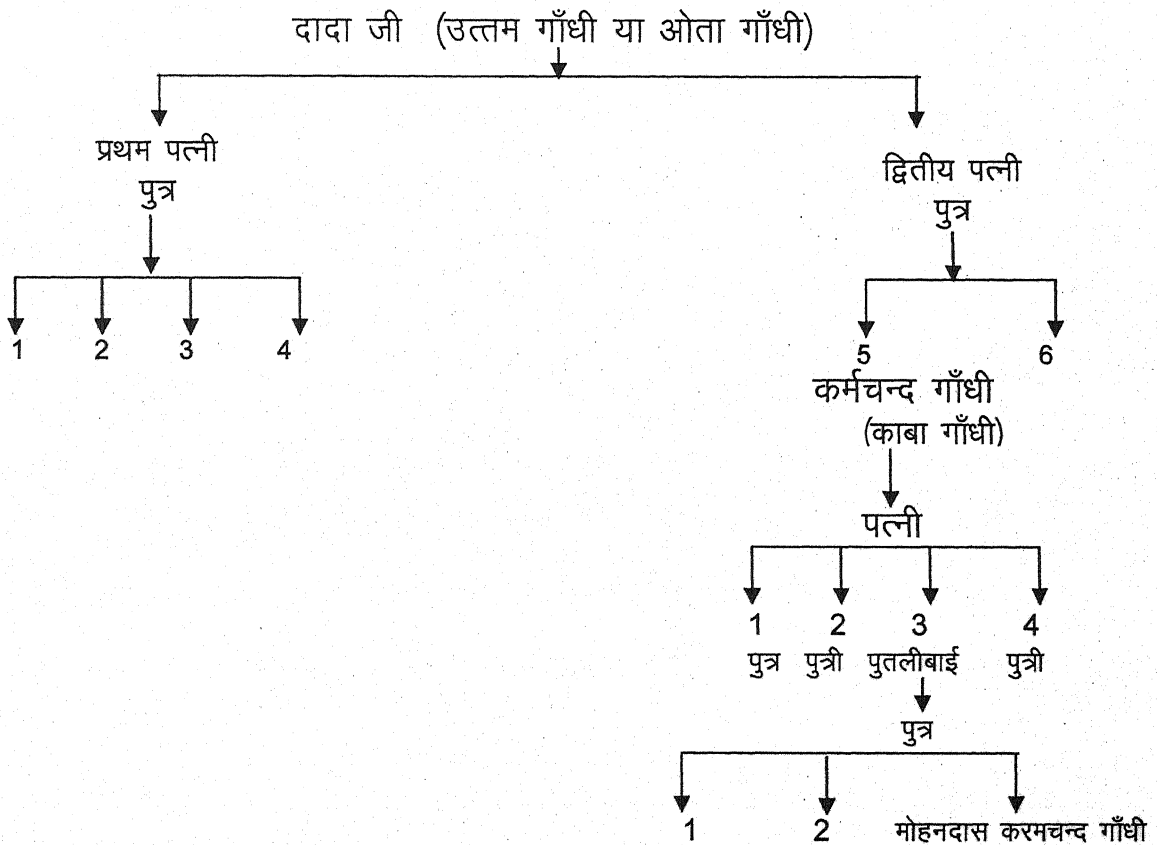 दादा जी (उत्तम गाँधी या ओता गाँधी)
प्रथम पत्नी
पुत्र
द्वितीय पत्नी
पुत्र
1 2 3 4
5 6
कर्मचन्द गाँधी
(काबा गाँधी)
पत्नी
1 2 3 4
पुत्र पुत्री पुतलीबाई पुत्री
पुत्र
1 2 मोहनदास करमचन्द गाँधी